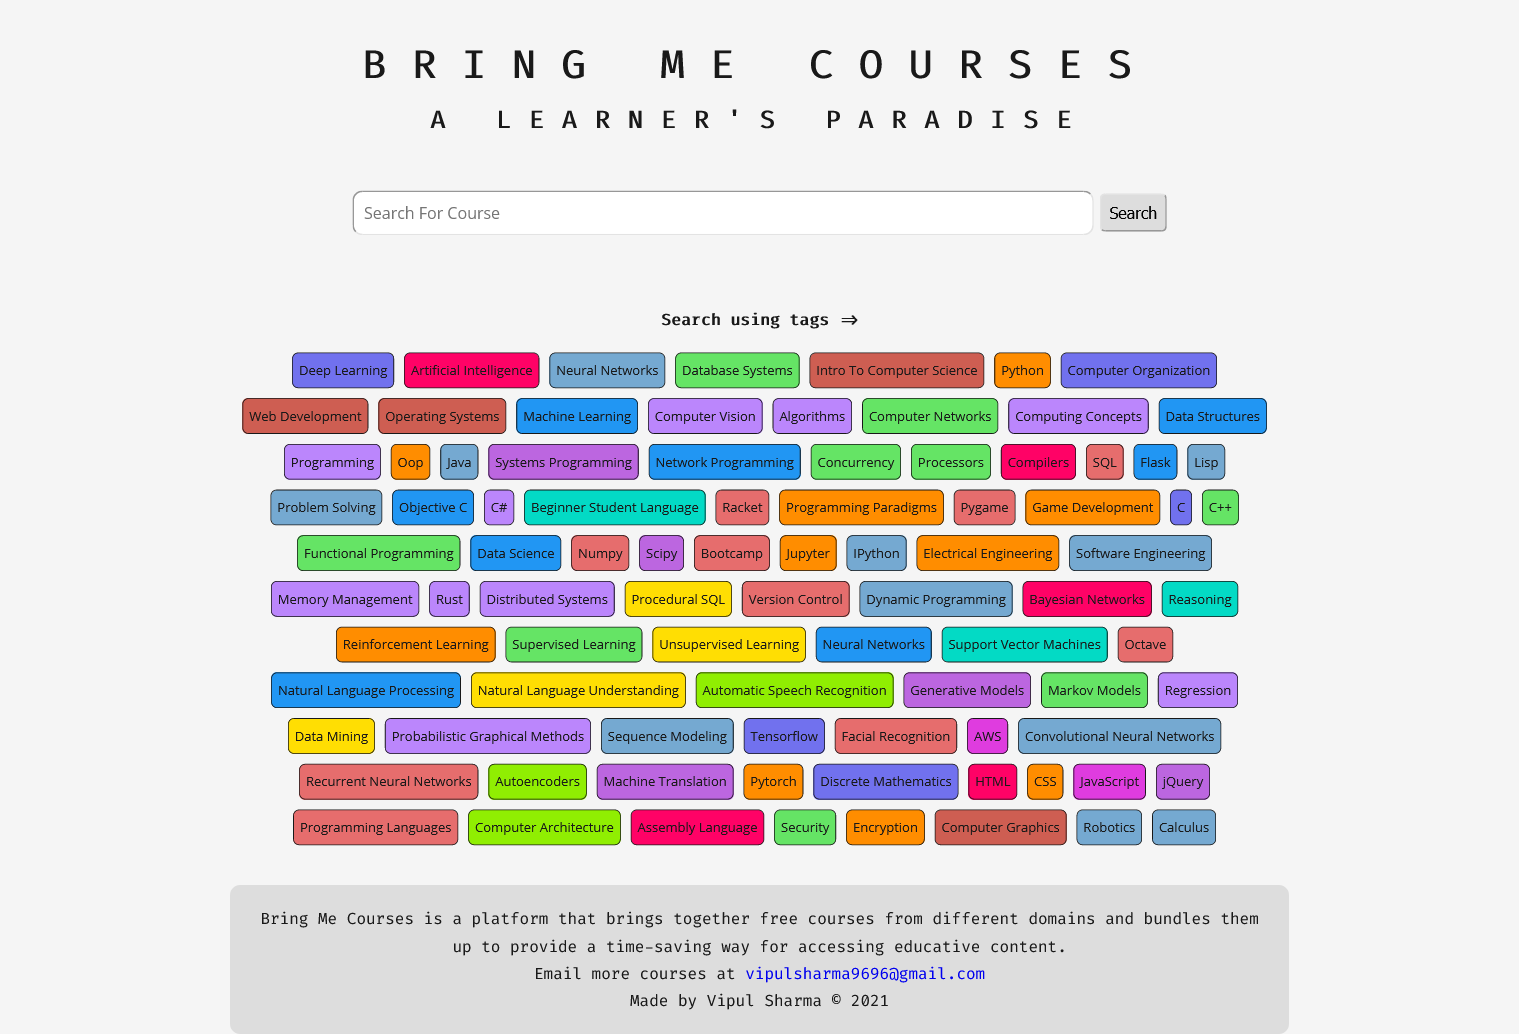 BRING ME COURSES
A LEARNER'S PARADISE
Search For Course Search
Search using tags ⇒
Deep Learning Artificial Intelligence Neural Networks Database Systems Intro To Computer Science Python Computer Organization
Web Development Operating Systems Machine Learning Computer Vision Algorithms Computer Networks Computing Concepts Data Structures
Programming Oop Java Systems Programming Network Programming Concurrency Processors Compilers SQL Flask Lisp
Problem Solving Objective C C# Beginner Student Language Racket Programming Paradigms Pygame Game Development C C++
Functional Programming Data Science Numpy Scipy Bootcamp Jupyter IPython Electrical Engineering Software Engineering
Memory Management Rust Distributed Systems Procedural SQL Version Control Dynamic Programming Bayesian Networks Reasoning
Reinforcement Learning Supervised Learning Unsupervised Learning Neural Networks Support Vector Machines Octave
Natural Language Processing Natural Language Understanding Automatic Speech Recognition Generative Models Markov Models Regression
Data Mining Probabilistic Graphical Methods Sequence Modeling Tensorflow Facial Recognition AWS Convolutional Neural Networks
Recurrent Neural Networks Autoencoders Machine Translation Pytorch Discrete Mathematics HTML CSS JavaScript jQuery
Programming Languages Computer Architecture Assembly Language Security Encryption Computer Graphics Robotics Calculus
Bring Me Courses is a platform that brings together free courses from different domains and bundles them
up to provide a time-saving way for accessing educative content.
Email more courses at vipulsharma9696@gmail.com
Made by Vipul Sharma © 2021